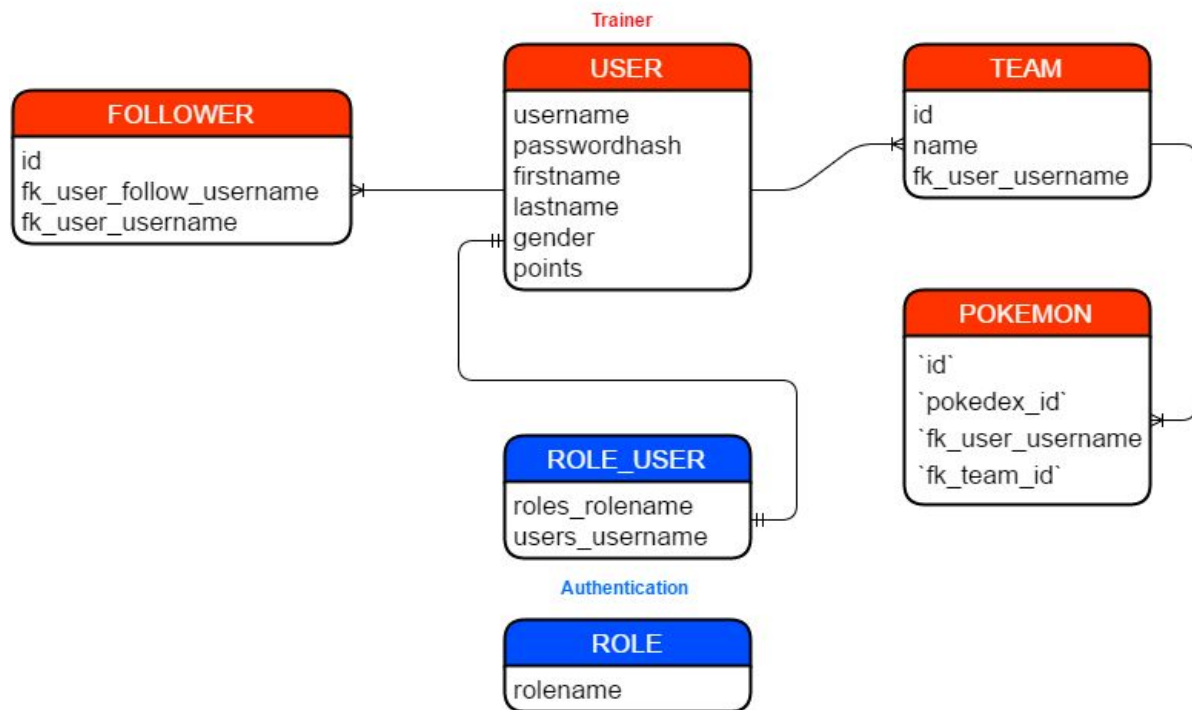 Trainer
USER
username
passwordhash
firstname
lastname
gender
points
FOLLOWER
id
fk_user_follow_username
fk_user_username
TEAM
id
name
fk_user_username
POKEMON
`id`
`pokedex_id`
`fk_user_username
`fk_team_id`
ROLE_USER
roles_rolename
users_username
Authentication
ROLE
rolename